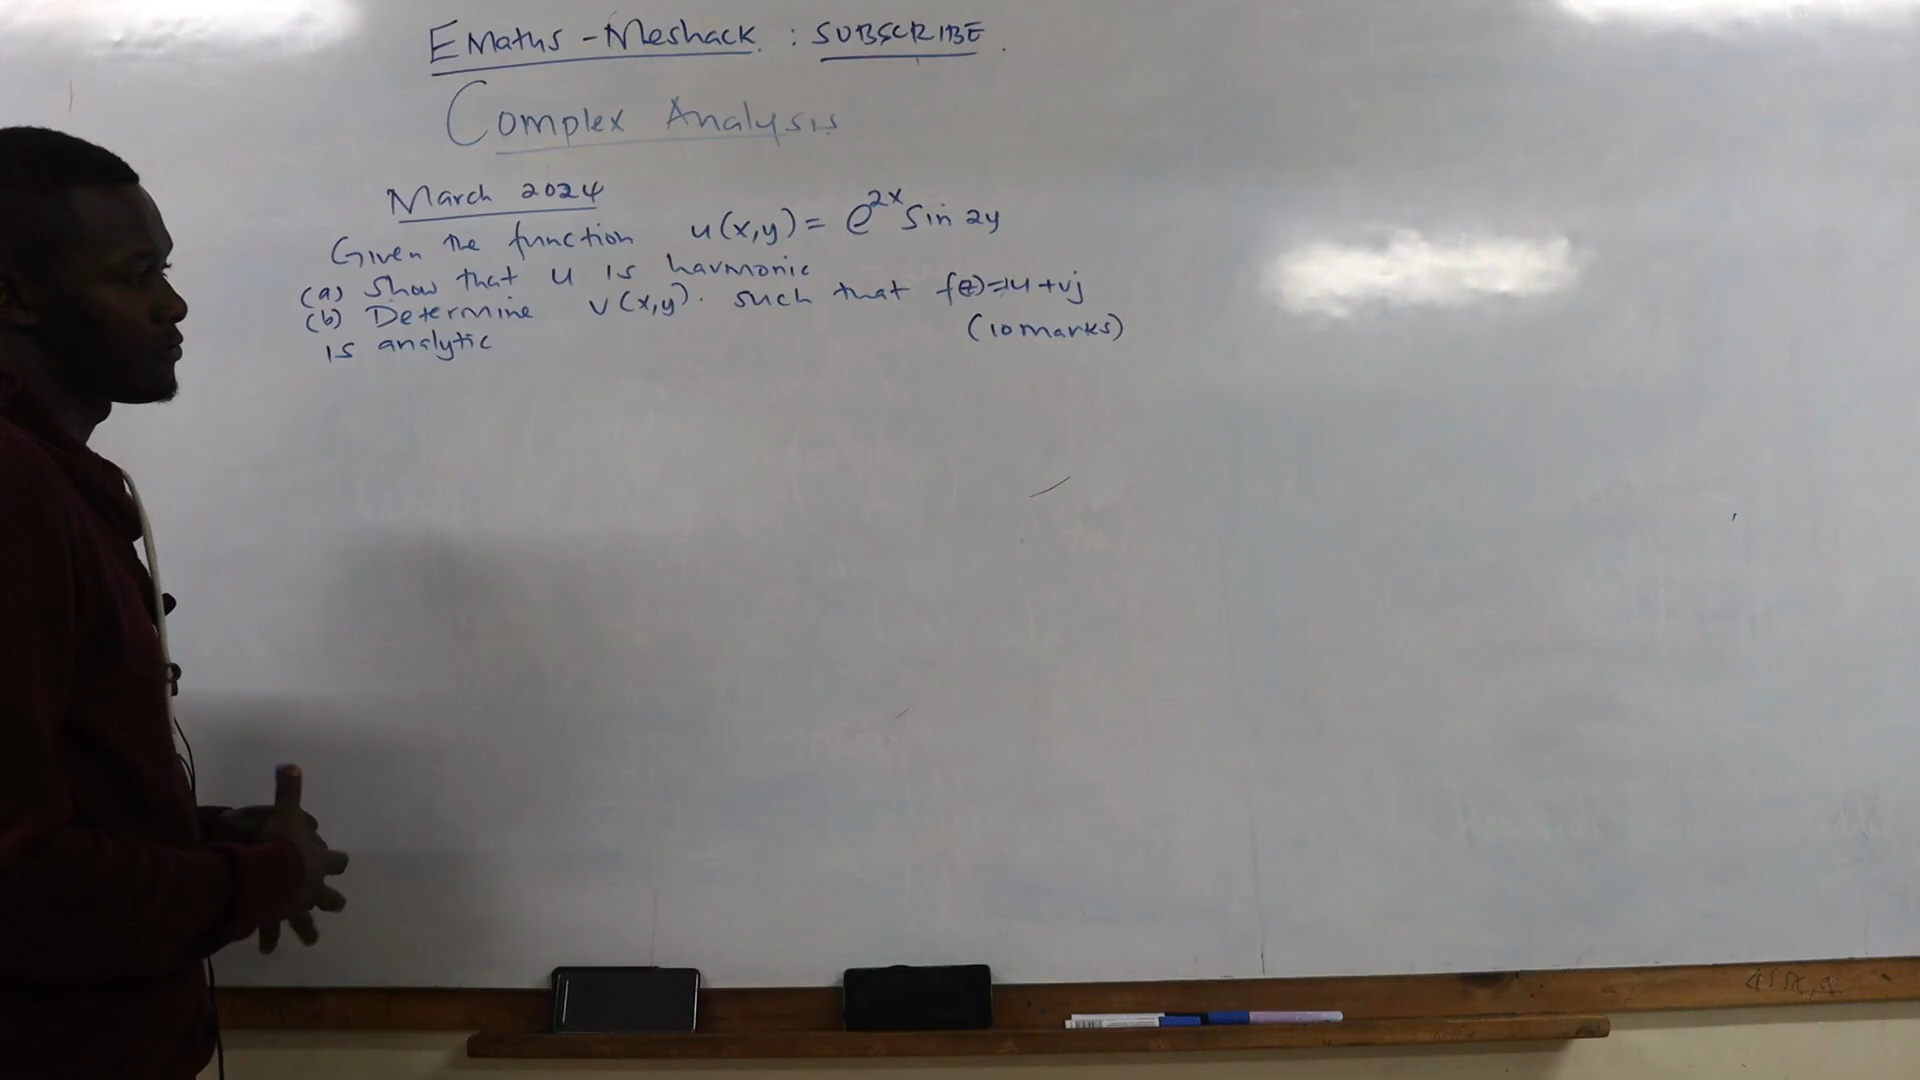 EMaths - Meshack : SUBSCRIBE.
Complex Analysis
March 2024
Given the function u(x,y) = e^2x Sin 2y
(a) Show that u is harmonic
(b) Determine v(x,y). such that f(z)=u+vj
is analytic (10 marks)